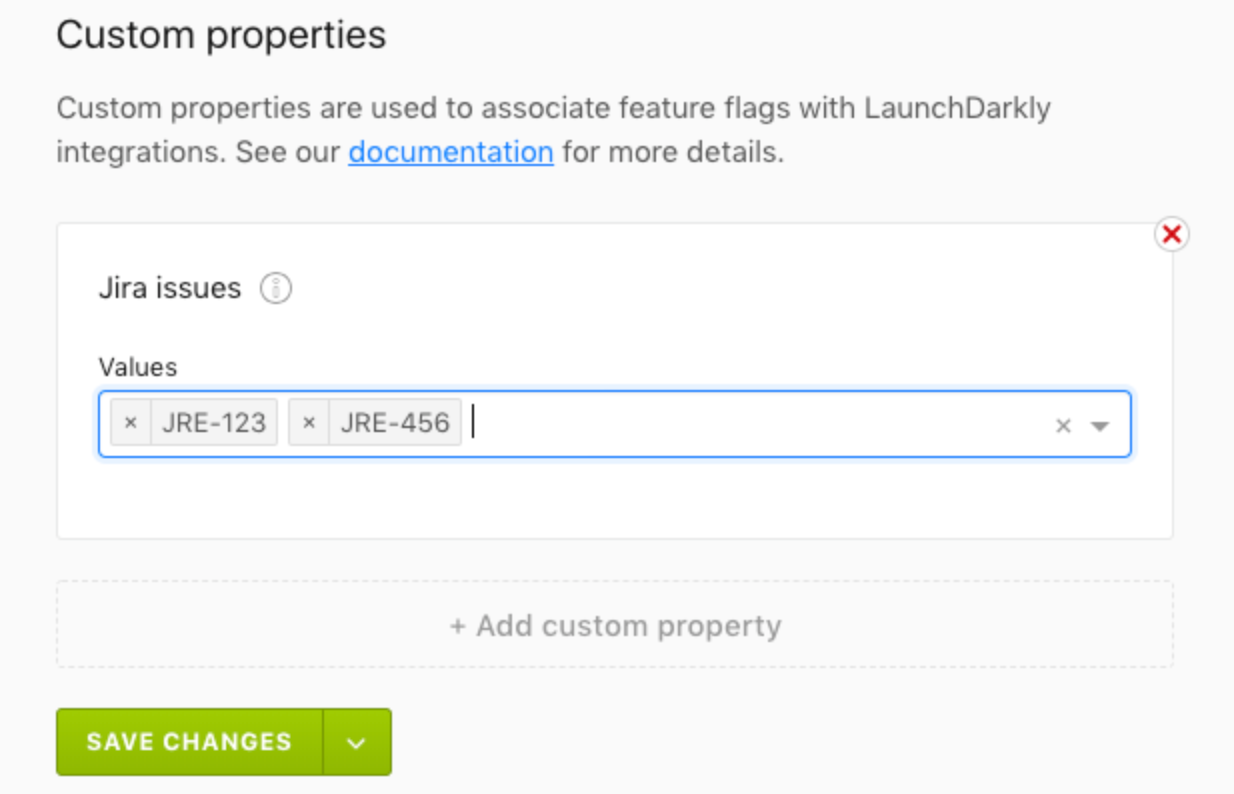 Custom properties
Custom properties are used to associate feature flags with LaunchDarkly
integrations. See our documentation for more details.
Jira issues
Values
× JRE-123 × JRE-456
+ Add custom property
SAVE CHANGES